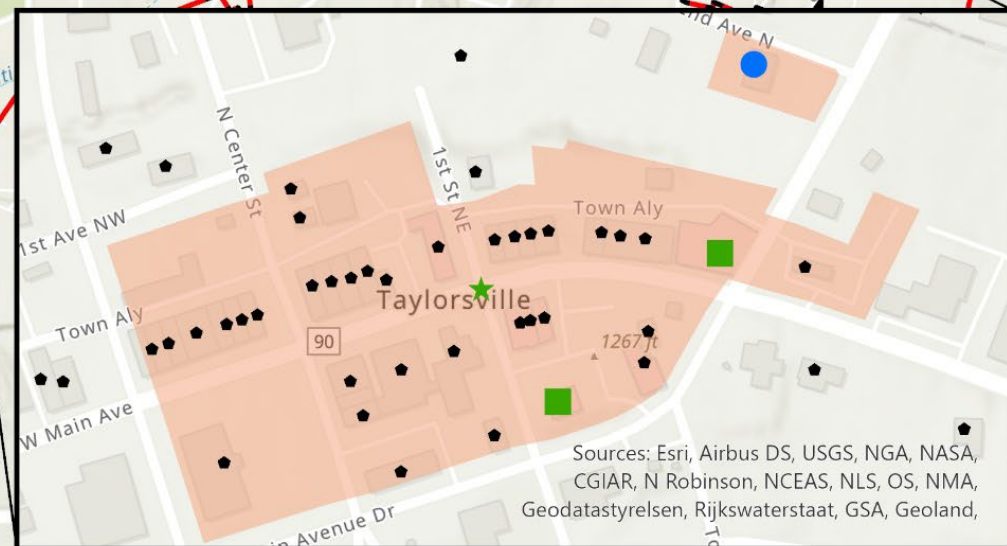 nd Ave N
N Center St
1st St NE
1st Ave NW
Town Aly
Town Aly
Taylorsville
90
1267 ft
W Main Ave
in Avenue Dr
To
Sources: Esri, Airbus DS, USGS, NGA, NASA,
CGIAR, N Robinson, NCEAS, NLS, OS, NMA,
Geodatastyrelsen, Rijkswaterstaat, GSA, Geoland,